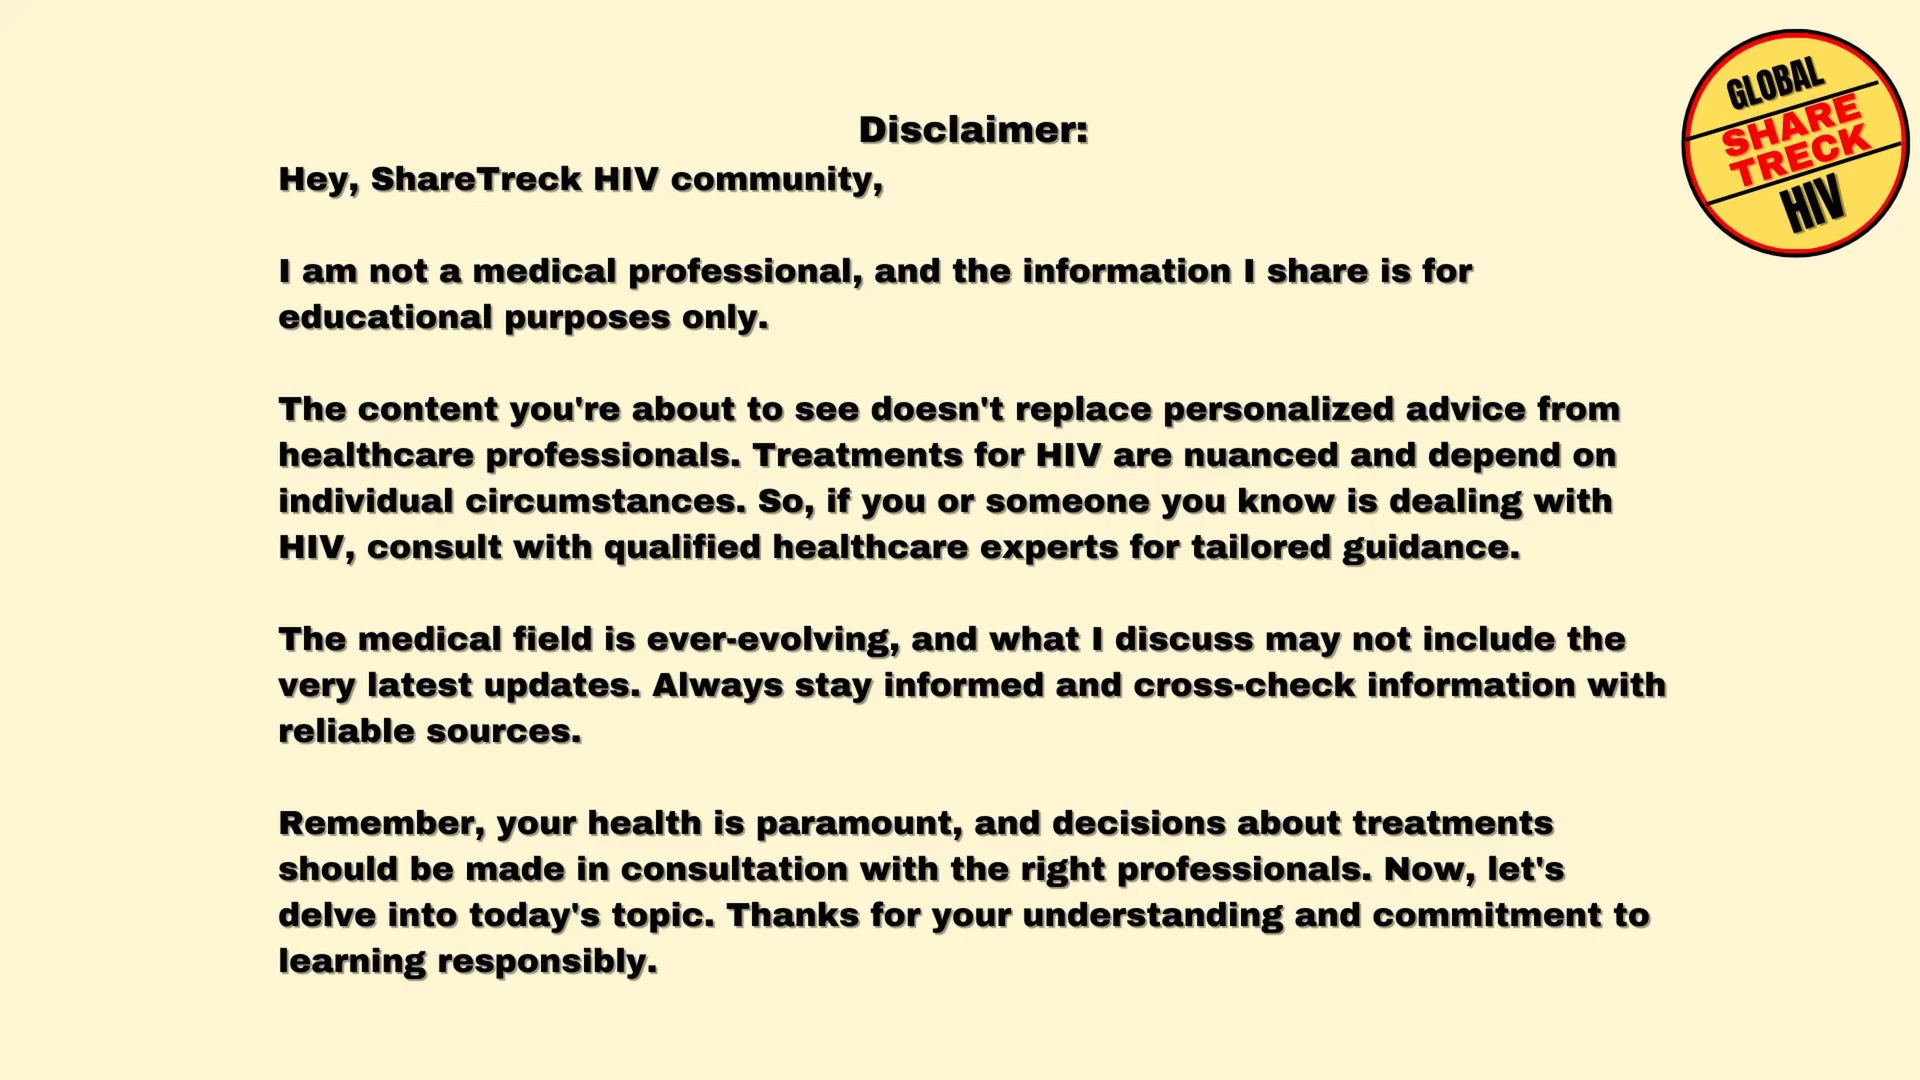 Disclaimer:
Hey, ShareTreck HIV community,
I am not a medical professional, and the information I share is for
educational purposes only.
The content you're about to see doesn't replace personalized advice from
healthcare professionals. Treatments for HIV are nuanced and depend on
individual circumstances. So, if you or someone you know is dealing with
HIV, consult with qualified healthcare experts for tailored guidance.
The medical field is ever-evolving, and what I discuss may not include the
very latest updates. Always stay informed and cross-check information with
reliable sources.
Remember, your health is paramount, and decisions about treatments
should be made in consultation with the right professionals. Now, let's
delve into today's topic. Thanks for your understanding and commitment to
learning responsibly.
GLOBAL
SHARE
TRECK
HIV